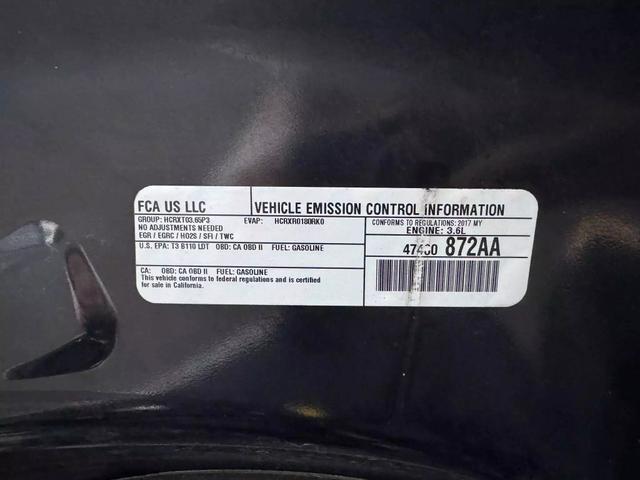 FCA US LLC
VEHICLE EMISSION CONTROL INFORMATION
GROUP: HCRXT03.65P3 EVAP: HCRXR0180RK0
NO ADJUSTMENTS NEEDED
EGR / EGRC / HO2S / SFI / TWC
CONFORMS TO REGULATIONS: 2017 MY
ENGINE: 3.6L
U.S. EPA: T3 B110 LDT OBD: CA OBD II FUEL: GASOLINE
872AA
CA: OBD: CA OBD II FUEL: GASOLINE
This vehicle conforms to federal regulations and is certified
for sale in California.